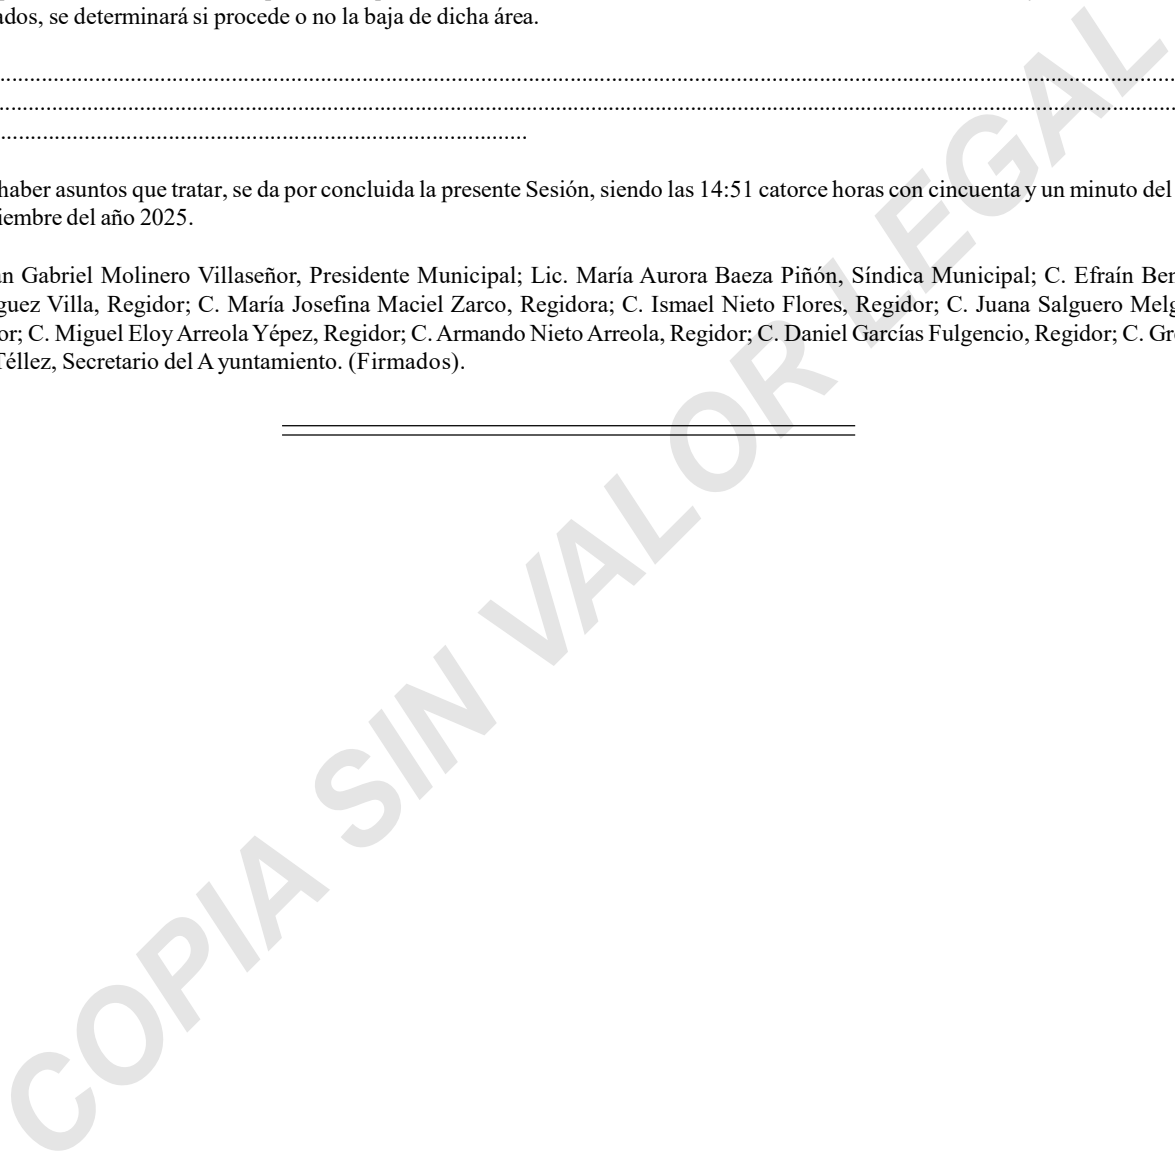 ados, se determinará si procede o no la baja de dicha área.
................................................................................................................................................................................................
................................................................................................................................................................................................
.........................................................................................
haber asuntos que tratar, se da por concluida la presente Sesión, siendo las 14:51 catorce horas con cincuenta y un minuto del
iembre del año 2025.
n Gabriel Molinero Villaseñor, Presidente Municipal; Lic. María Aurora Baeza Piñón, Síndica Municipal; C. Efraín Ben
guez Villa, Regidor; C. María Josefina Maciel Zarco, Regidora; C. Ismael Nieto Flores, Regidor; C. Juana Salguero Melg
or; C. Miguel Eloy Arreola Yépez, Regidor; C. Armando Nieto Arreola, Regidor; C. Daniel Garcías Fulgencio, Regidor; C. Gr
Téllez, Secretario del A yuntamiento. (Firmados).
COPIA SIN VALOR LEGAL